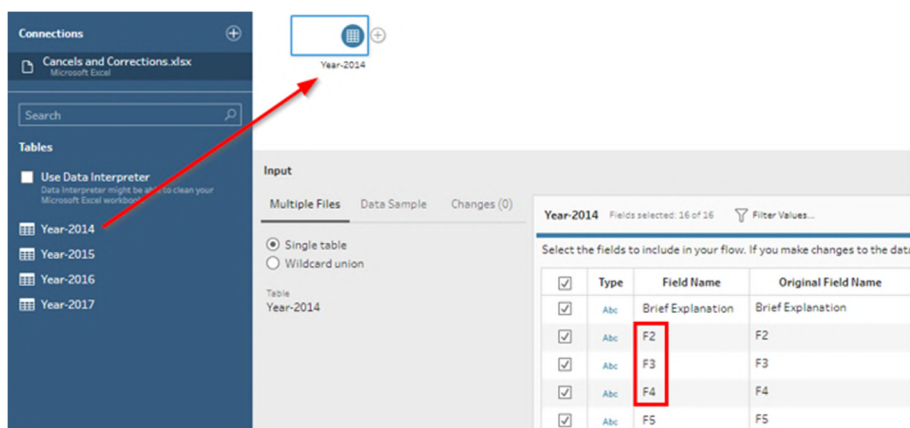 Connections
Cancels and Corrections.xlsx
Microsoft Excel
Search
Tables
Use Data Interpreter
Data Interpreter might be able to clean your
Microsoft Excel workbook.
Year-2014
Year-2015
Year-2016
Year-2017
Year-2014
Input
Multiple Files Data Sample Changes (0)
Single table
Wildcard union
Table
Year-2014
Year-2014 Fields selected: 16 of 16 Filter Values...
Select the fields to include in your flow. If you make changes to the data
Type Field Name Original Field Name
Abc Brief Explanation Brief Explanation
Abc F2 F2
Abc F3 F3
Abc F4 F4
Abc F5 F5